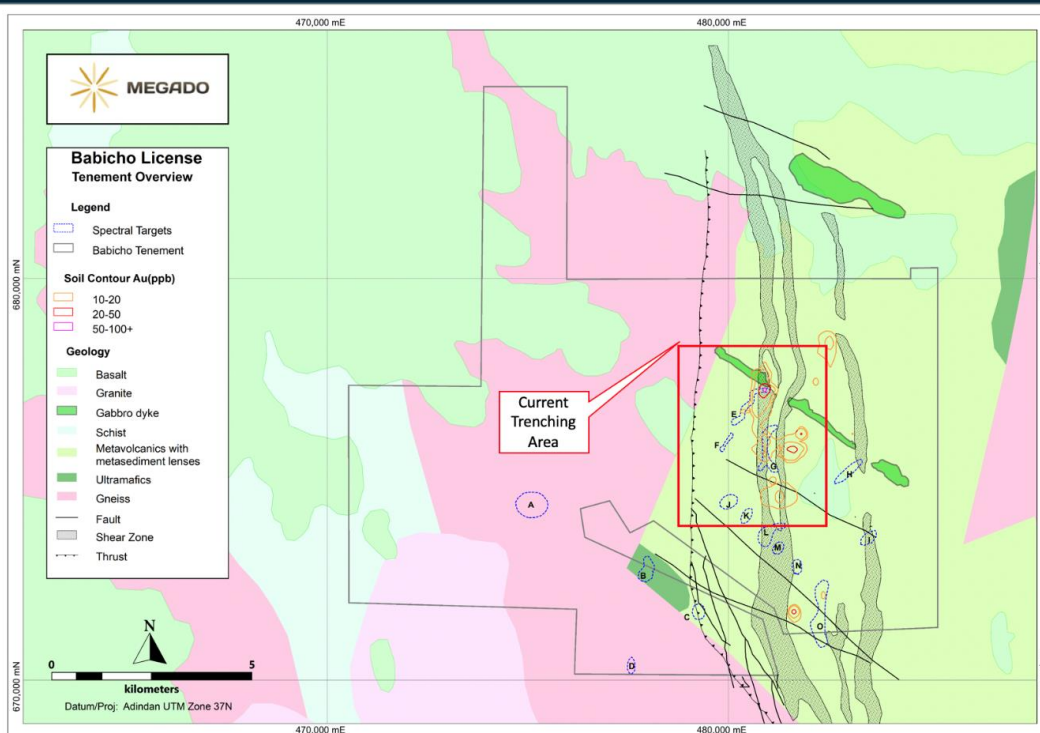 470,000 mE
480,000 mE
MEGADO
Babicho License
Tenement Overview
Legend
Spectral Targets
Babicho Tenement
Soil Contour Au(ppb)
10-20
20-50
50-100+
Geology
Basalt
Granite
Gabbro dyke
Schist
Metavolcanics with
metasediment lenses
Ultramafics
Gneiss
Fault
Shear Zone
Thrust
N
0
5
kilometers
Datum/Proj: Adindan UTM Zone 37N
680,000 mN
670,000 mN
Current
Trenching
Area
E
F
G
H
A
J
K
L
I
M
B
N
C
O
D
470,000 mE
480,000 mE